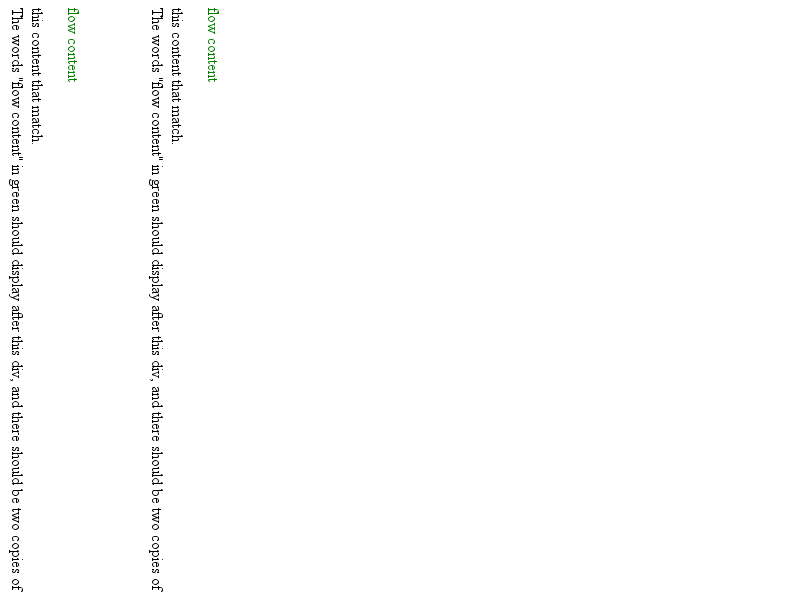 The words "flow content" in green should display after this div, and there should be two copies of
this content that match.
flow content
The words "flow content" in green should display after this div, and there should be two copies of
this content that match.
flow content